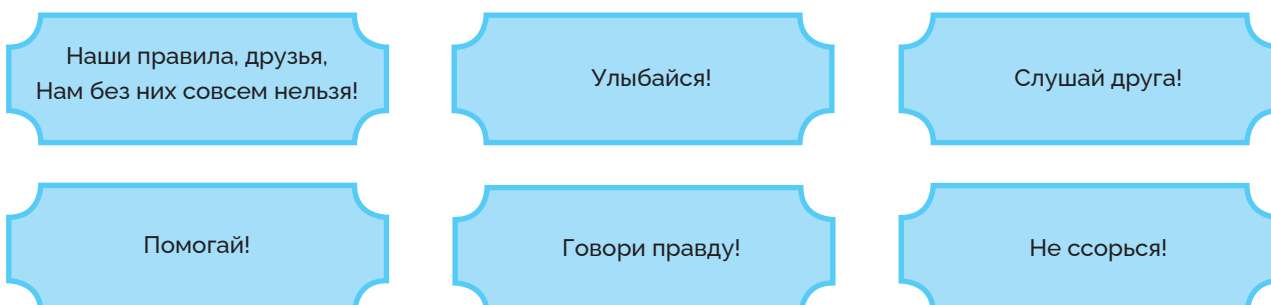 Наши правила, друзья,
Нам без них совсем нельзя!
Улыбайся!
Слушай друга!
Помогай!
Говори правду!
Не ссорься!